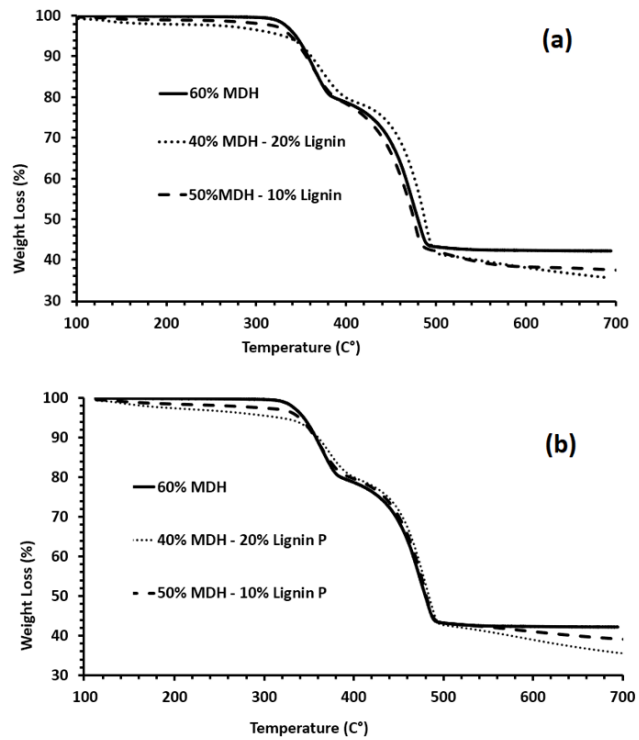 (a)
100
90
80
70
60
50
40
30
Weight Loss (%)
60% MDH
40% MDH - 20% Lignin
50%MDH - 10% Lignin
100 200 300 400 500 600 700
Temperature (C°)
(b)
100
90
80
70
60
50
40
30
Weight Loss (%)
60% MDH
40% MDH - 20% Lignin P
50% MDH - 10% Lignin P
100 200 300 400 500 600 700
Temperature (C°)